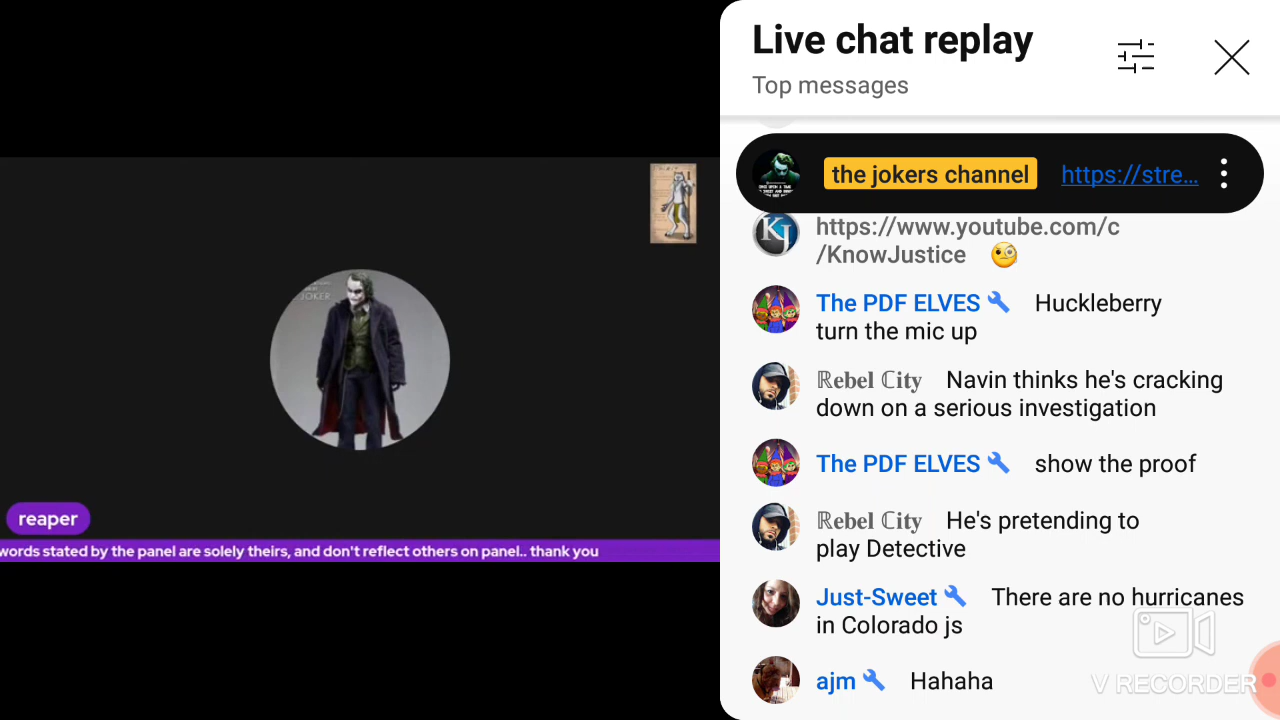 JOKER
reaper
words stated by the panel are solely theirs, and don't reflect others on panel.. thank you
Live chat replay
Top messages
the jokers channel https://stre...
KJ
https://www.youtube.com/c
/KnowJustice
The PDF ELVES Huckleberry
turn the mic up
ℝ𝐞𝐛𝐞𝐥 ℂ𝐢𝐭𝐲 Navin thinks he's cracking
down on a serious investigation
The PDF ELVES show the proof
ℝ𝐞𝐛𝐞𝐥 ℂ𝐢𝐭𝐲 He's pretending to
play Detective
Just-Sweet There are no hurricanes
in Colorado js
ajm Hahaha
V RECORDER